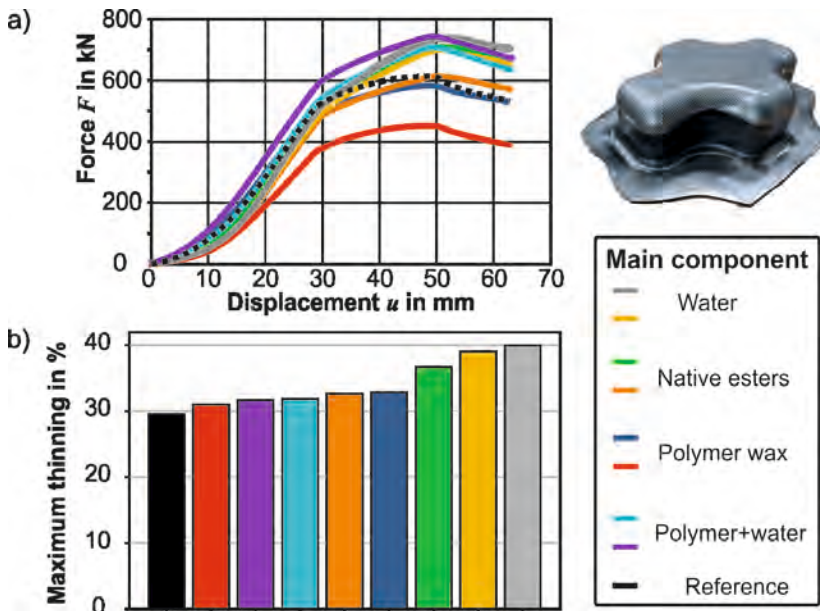 a)
Force F in kN
800
600
400
200
0
0 10 20 30 40 50 60 70
Displacement u in mm
b)
Maximum thinning in %
40
30
20
10
0
Main component
Water
Native esters
Polymer wax
Polymer+water
Reference